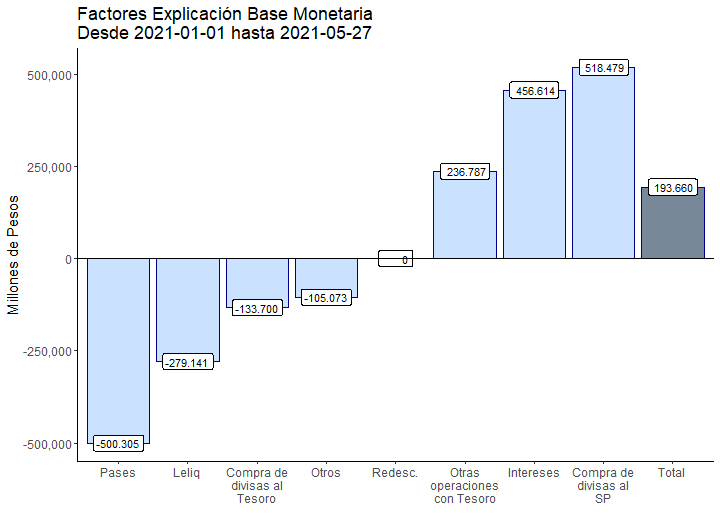 Factores Explicación Base Monetaria
Desde 2021-01-01 hasta 2021-05-27
Millones de Pesos
500,000
250,000
0
-250,000
-500,000
-500.305
-279.141
-133.700
-105.073
0
236.787
456.614
518.479
193.660
Pases
Leliq
Compra de
divisas al
Tesoro
Otros
Redesc.
Otras
operaciones
con Tesoro
Intereses
Compra de
divisas al
SP
Total